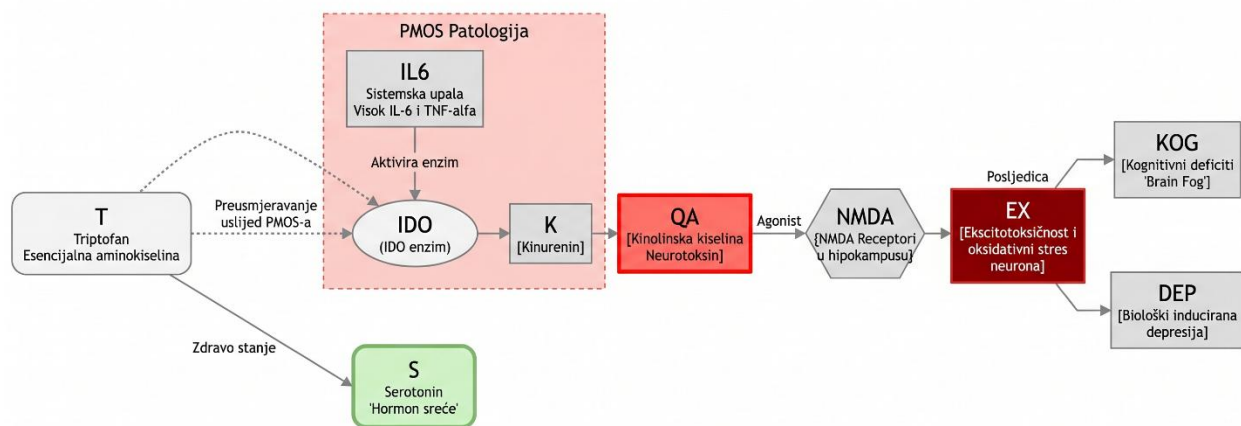 PMOS Patologija
IL6
Sistemska upala
Visok IL-6 i TNF-alfa
Aktivira enzim
T
Triptofan
Esencijalna aminokiselina
Preusmjeravanje
uslijed PMOS-a
IDO
(IDO enzim)
K
[Kinurenin]
QA
[Kinolinska kiselina
Neurotoksin]
Agonist
NMDA
{NMDA Receptori
u hipokampusu}
Posljedica
EX
[Ekscitotoksičnost i
oksidativni stres
neurona]
KOG
[Kognitivni deficiti
'Brain Fog']
DEP
[Biološki inducirana
depresija]
Zdravo stanje
S
Serotonin
'Hormon sreće'